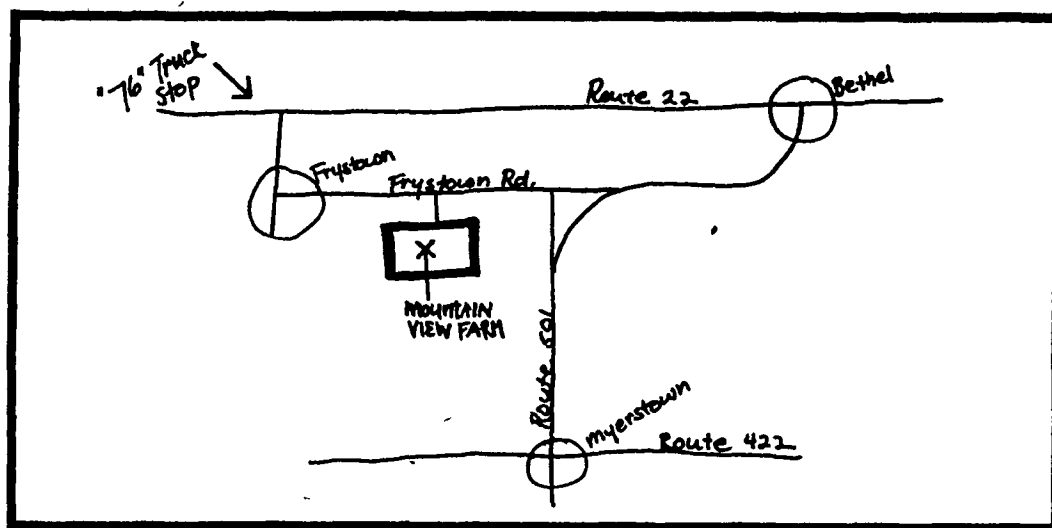 "76" Truck
Stop
Route 22
Bethel
Frystown
Frystown Rd.
X
MOUNTAIN
VIEW FARM
Route 501
Myerstown
Route 422